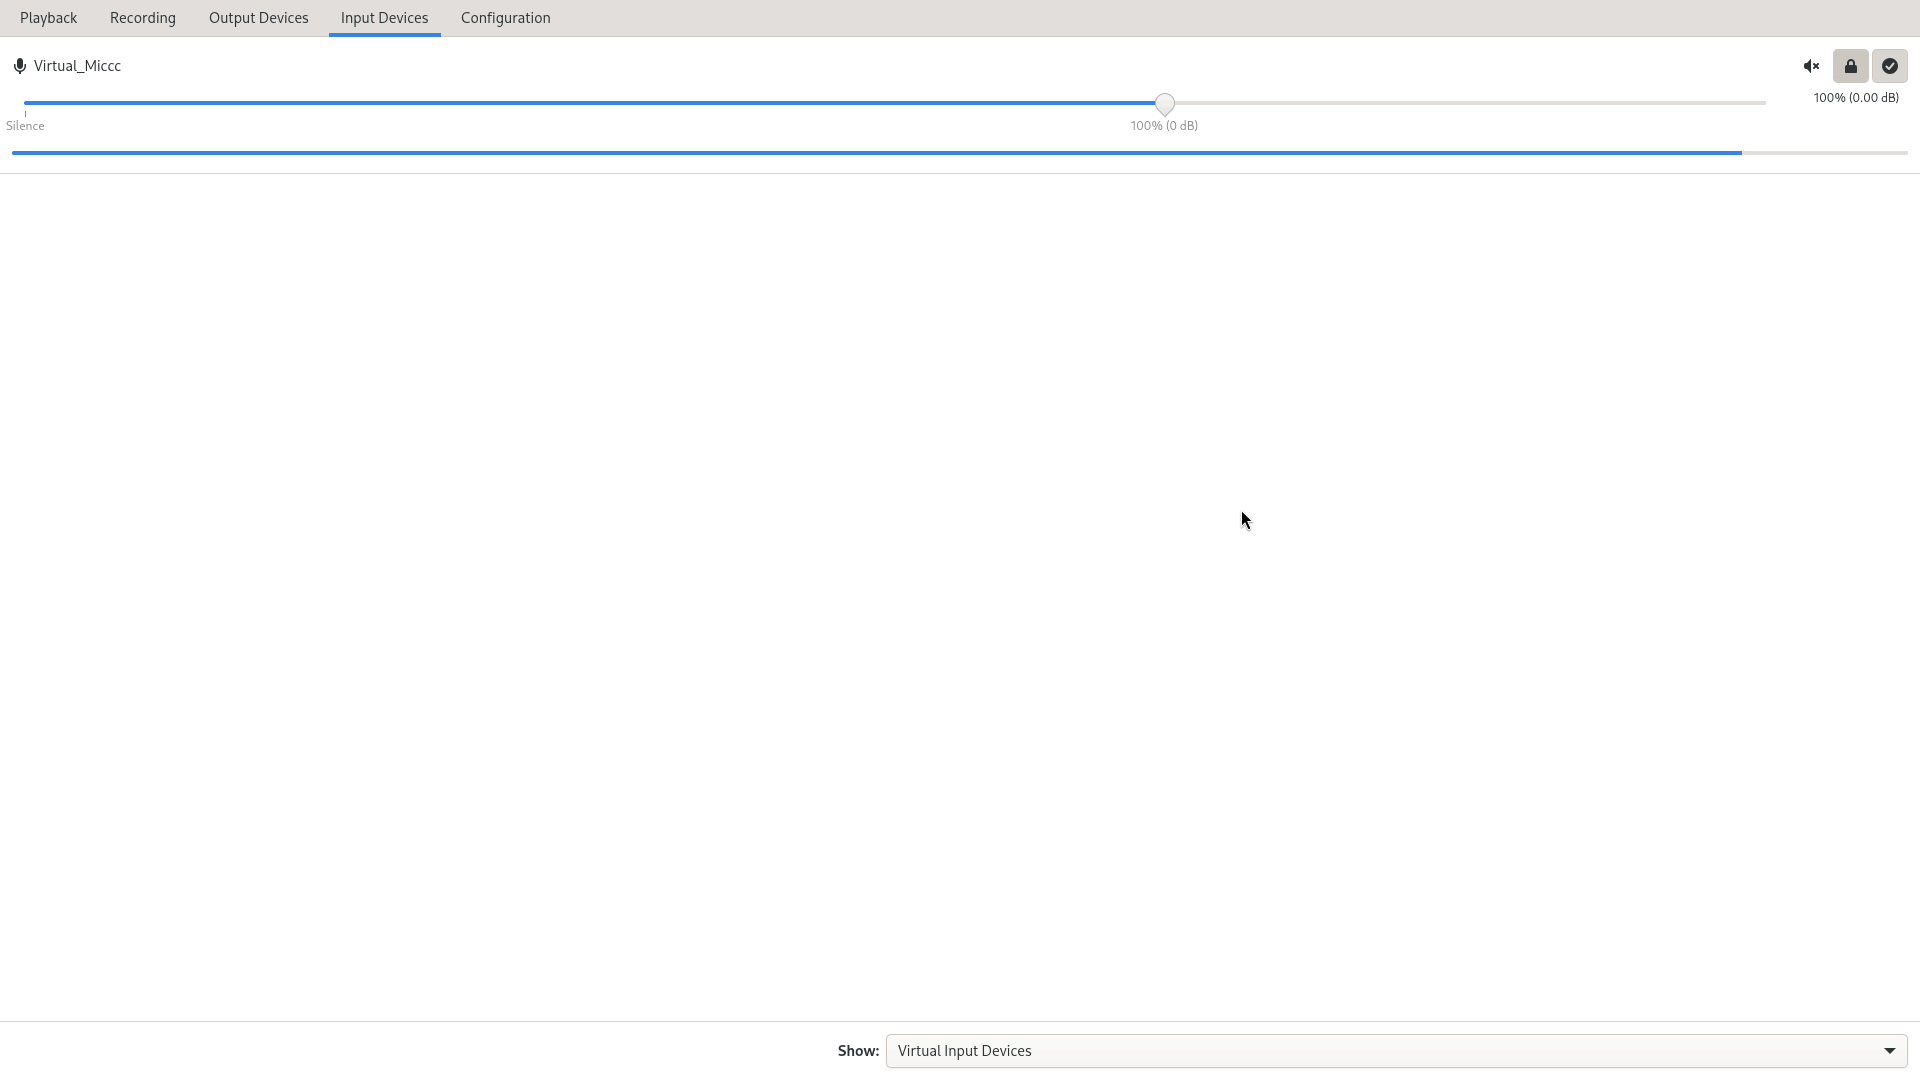 Playback Recording Output Devices Input Devices Configuration
Virtual_Miccc
100% (0.00 dB)
Silence 100% (0 dB)
Show: Virtual Input Devices